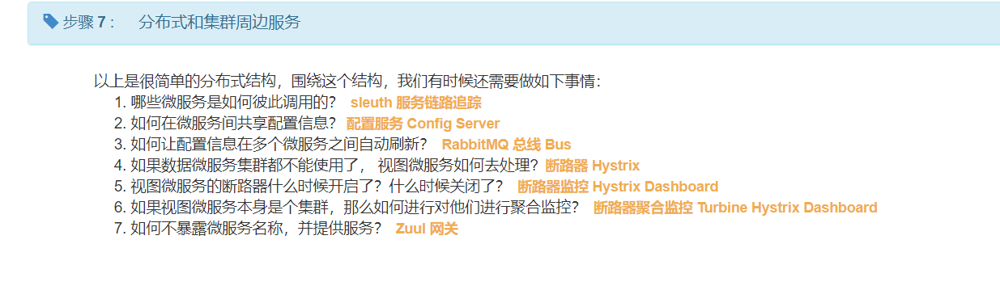 步骤 7 : 分布式和集群周边服务
以上是很简单的分布式结构，围绕这个结构，我们有时候还需要做如下事情：
1. 哪些微服务是如何彼此调用的？ sleuth 服务链路追踪
2. 如何在微服务间共享配置信息？配置服务 Config Server
3. 如何让配置信息在多个微服务之间自动刷新？ RabbitMQ 总线 Bus
4. 如果数据微服务集群都不能使用了， 视图微服务如何去处理? 断路器 Hystrix
5. 视图微服务的断路器什么时候开启了？什么时候关闭了？ 断路器监控 Hystrix Dashboard
6. 如果视图微服务本身是个集群，那么如何进行对他们进行聚合监控？ 断路器聚合监控 Turbine Hystrix Dashboard
7. 如何不暴露微服务名称，并提供服务？ Zuul 网关